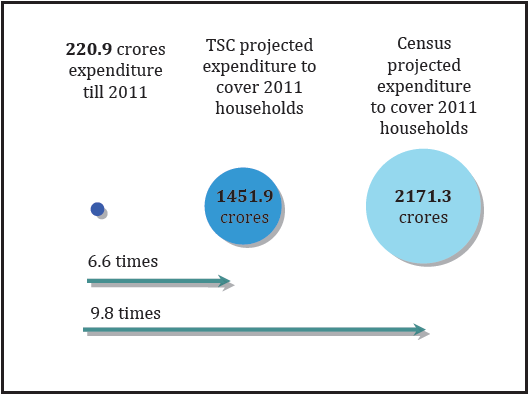 220.9 crores
expenditure
till 2011
TSC projected
expenditure to
cover 2011
households
Census
projected
expenditure
to cover 2011
households
1451.9
crores
2171.3
crores
6.6 times
9.8 times